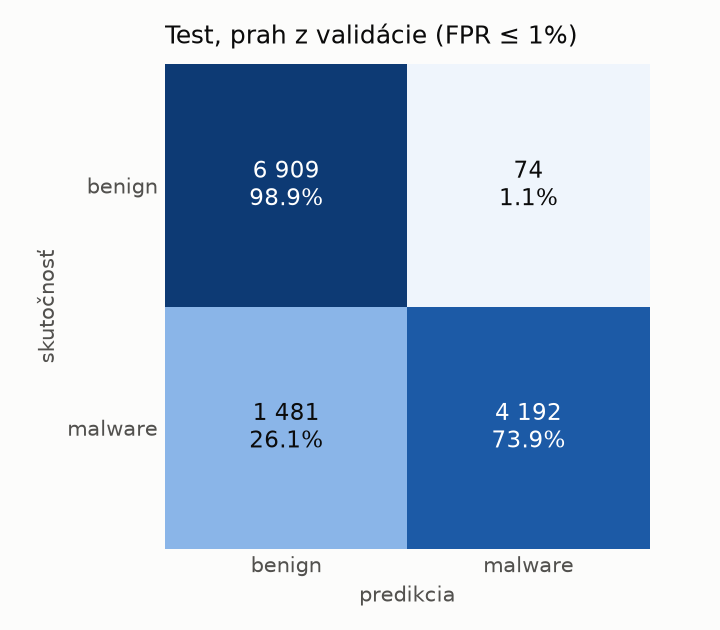 Test, prah z validácie (FPR ≤ 1%)
benign
6 909
98.9%
74
1.1%
skutočnosť
malware
1 481
26.1%
4 192
73.9%
benign
malware
predikcia